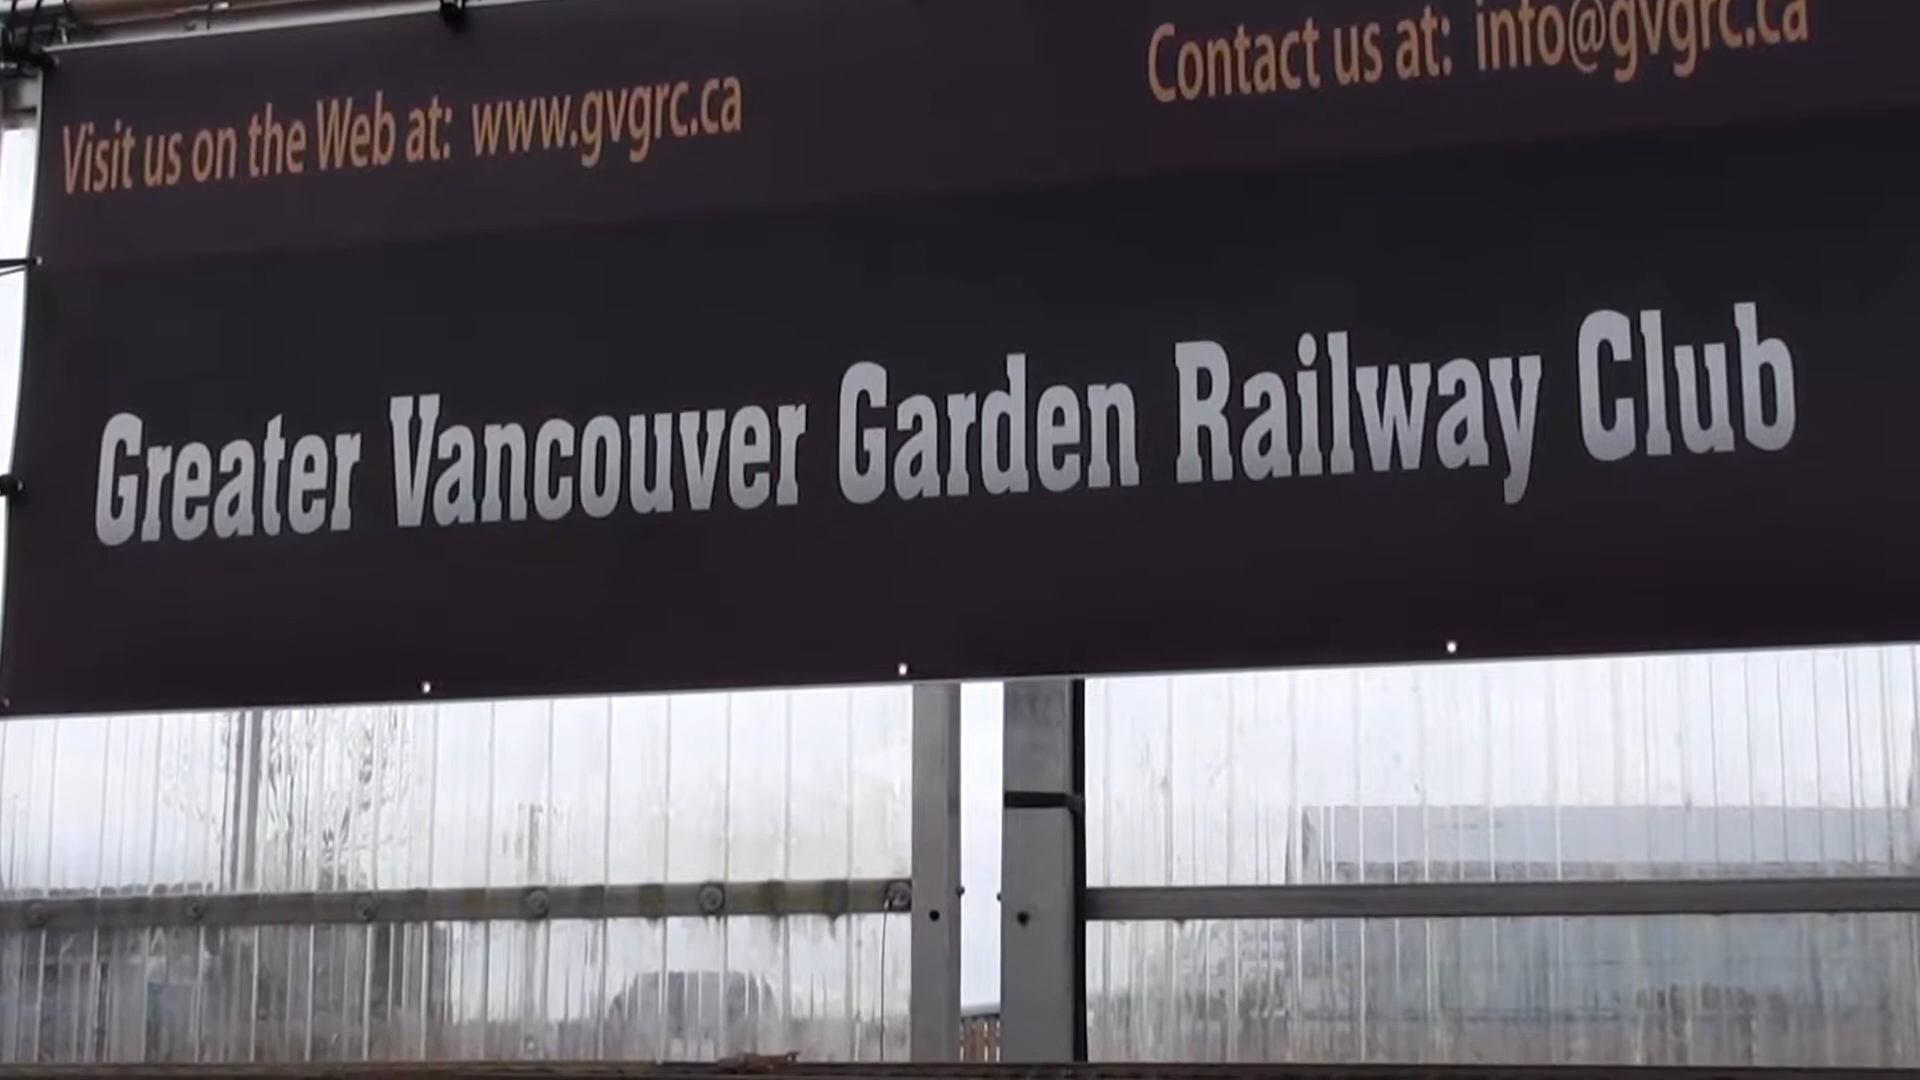 Visit us on the Web at: www.gvgrc.ca
Contact us at: info@gvgrc.ca
Greater Vancouver Garden Railway Club